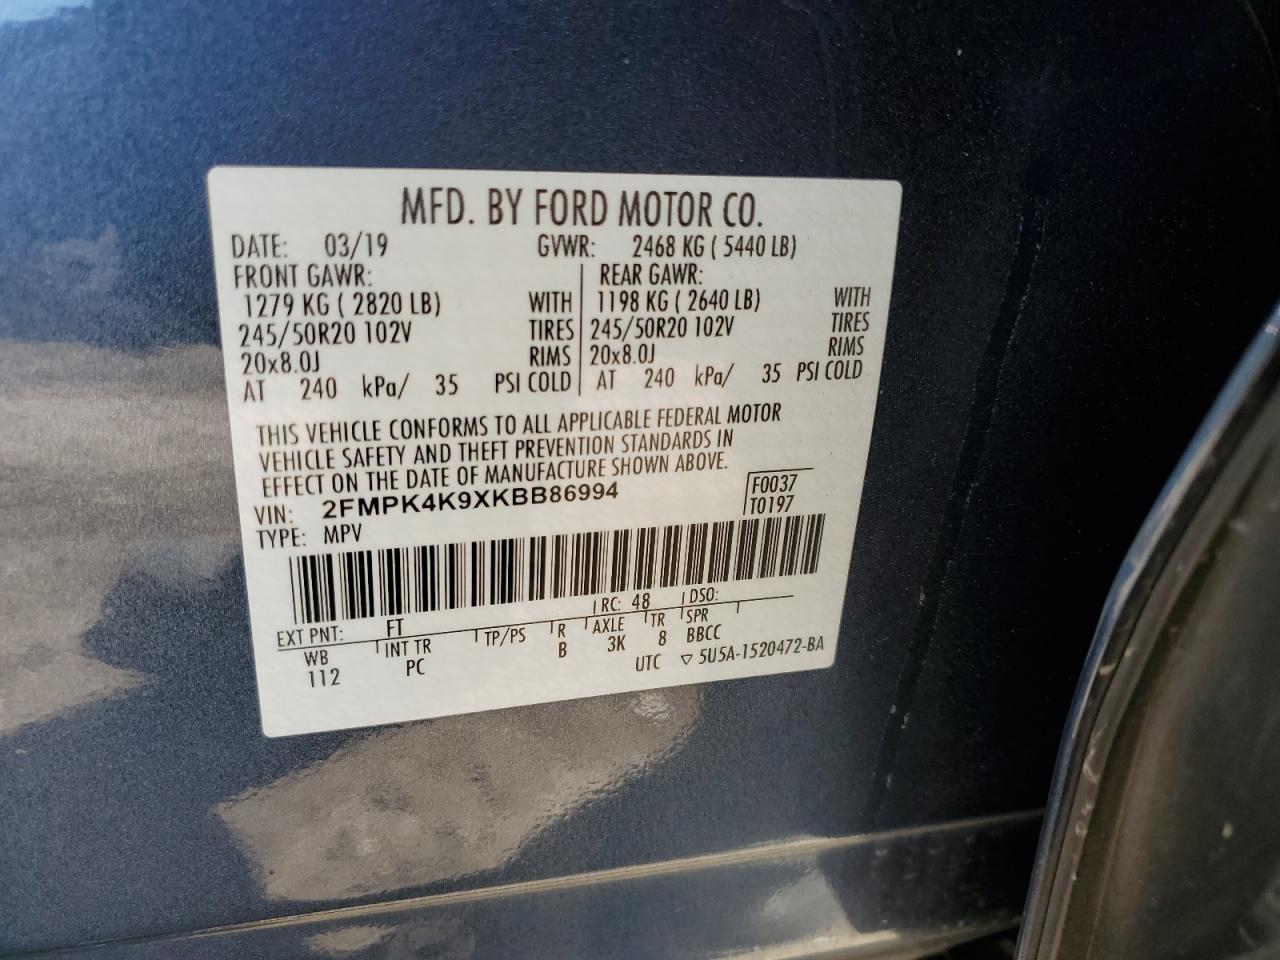 MFD. BY FORD MOTOR CO.
DATE: 03/19 GVWR: 2468 KG ( 5440 LB)
FRONT GAWR: REAR GAWR:
1279 KG ( 2820 LB) WITH 1198 KG ( 2640 LB) WITH
245/50R20 102V TIRES 245/50R20 102V TIRES
20x8.0J RIMS 20x8.0J RIMS
AT 240 kPa/ 35 PSI COLD AT 240 kPa/ 35 PSI COLD
THIS VEHICLE CONFORMS TO ALL APPLICABLE FEDERAL MOTOR
VEHICLE SAFETY AND THEFT PREVENTION STANDARDS IN
EFFECT ON THE DATE OF MANUFACTURE SHOWN ABOVE.
VIN: 2FMPK4K9XKBB86994 F0037
TYPE: MPV T0197
EXT PNT: FT RC: 48 DSO:
WB INT TR TP/PS R AXLE TR SPR
112 PC B 3K 8 BBCC
UTC ▽ 5U5A-1520472-BA